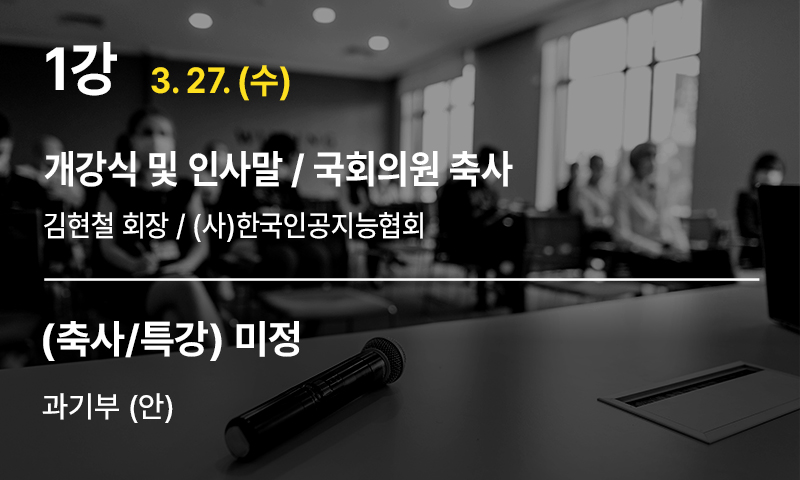 1강 3. 27. (수)
개강식 및 인사말 / 국회의원 축사
김현철 회장 / (사)한국인공지능협회
(축사/특강) 미정
과기부 (안)